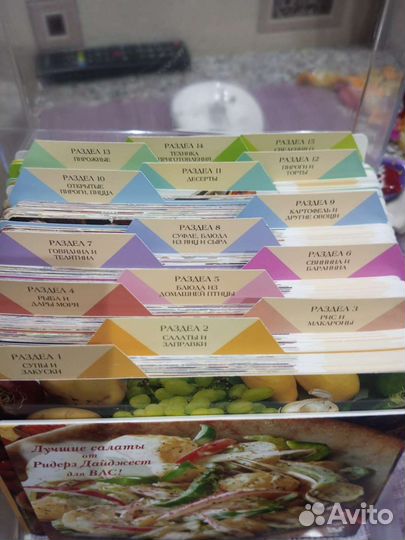 РАЗДЕЛ 13
ПИРОЖНЫЕ
РАЗДЕЛ 14
ТЕХНИКА
ПРИГОТОВЛЕНИЯ
РАЗДЕЛ 15
РАЗДЕЛ 10
ОТКРЫТЫЕ
ПИРОГИ, ПИЦЦА
РАЗДЕЛ 11
ДЕСЕРТЫ
РАЗДЕЛ 12
ПИРОГИ И
ТОРТЫ
РАЗДЕЛ 7
ГОВЯДИНА И
ТЕЛЯТИНА
РАЗДЕЛ 8
СУФЛЕ, БЛЮДА
ИЗ ЯИЦ И СЫРА
РАЗДЕЛ 9
КАРТОФЕЛЬ И
ДРУГИЕ ОВОЩИ
РАЗДЕЛ 4
РЫБА И
ДАРЫ МОРЯ
РАЗДЕЛ 5
БЛЮДА ИЗ
ДОМАШНЕЙ ПТИЦЫ
РАЗДЕЛ 6
СВИНИНА И
БАРАНИНА
РАЗДЕЛ 1
СУПЫ И
ЗАКУСКИ
РАЗДЕЛ 2
САЛАТЫ И
ЗАПРАВКИ
РАЗДЕЛ 3
РИС И
МАКАРОНЫ
Лучшие салаты
от
Ридерз Дайджест
для ВАС!
Avito